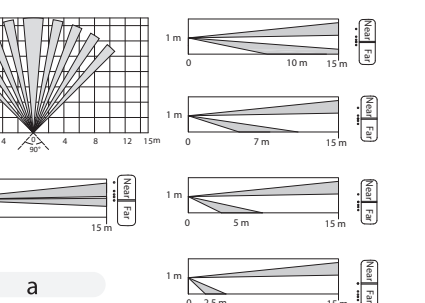 4 0 4 8 12 15m
90°
Near Far
15 m
a
1 m
0 10 m 15 m
Near Far
1 m
0 7 m 15 m
Near Far
1 m
0 5 m 15 m
Near Far
1 m
0 2.5 m 15 m
Near Far